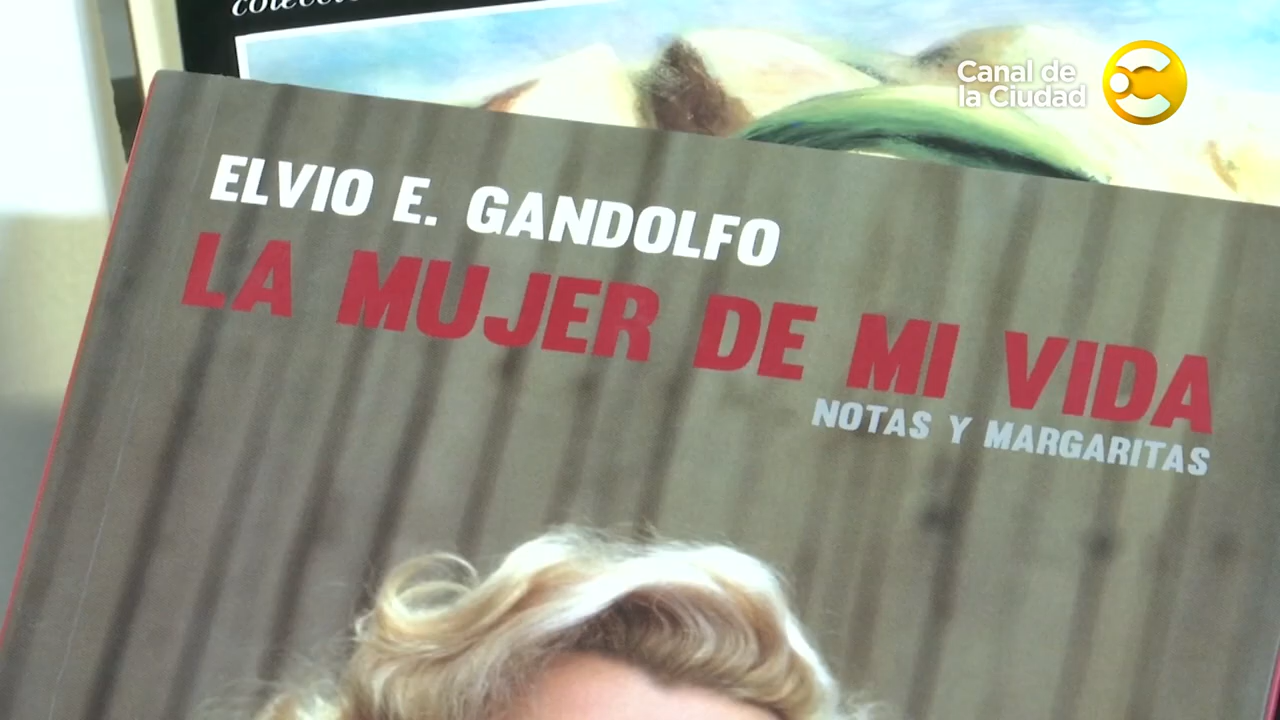 Canal de
la Ciudad
ELVIO E. GANDOLFO
LA MUJER DE MI VIDA
NOTAS Y MARGARITAS